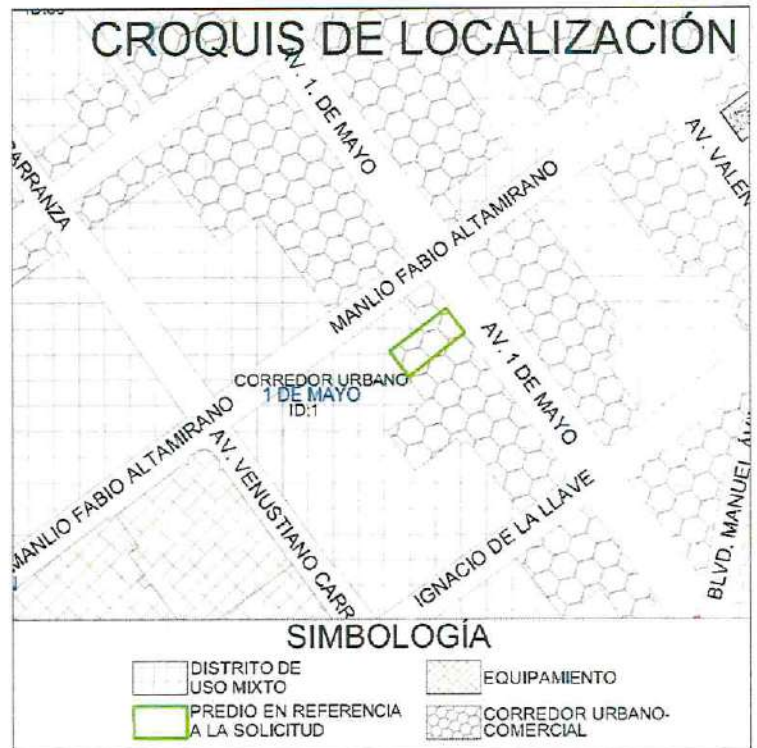 CROQUIS DE LOCALIZACIÓN
AV. 1. DE MAYO
AV. VALEN
MANLIO FABIO ALTAMIRANO
AV. 1 DE MAYO
CORREDOR URBANO
1 DE MAYO
ID:1
MANLIO FABIO ALTAMIRANO
AV. VENUSTIANO CARR
IGNACIO DE LA LLAVE
BLVD. MANUEL
SIMBOLOGÍA
DISTRITO DE
USO MIXTO
EQUIPAMIENTO
PREDIO EN REFERENCIA
A LA SOLICITUD
CORREDOR URBANO-
COMERCIAL